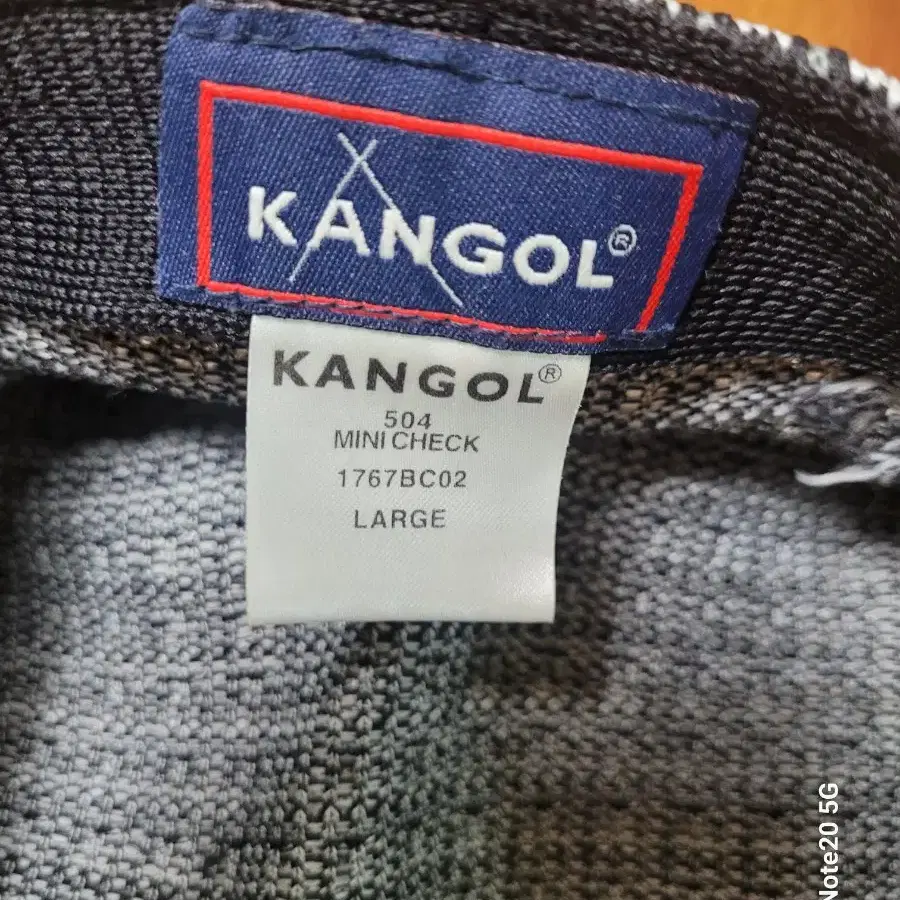 KANGOL®
KANGOL®
504
MINI CHECK
1767BC02
LARGE
Note20 5G